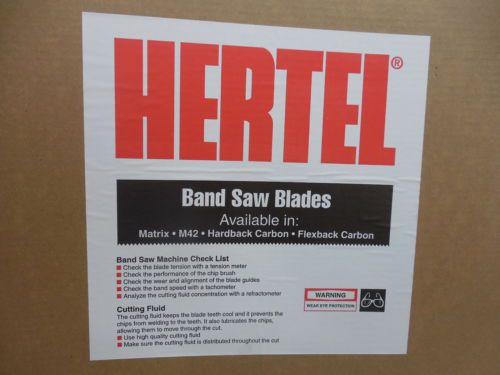 HERTEL®
Band Saw Blades
Available in:
Matrix • M42 • Hardback Carbon • Flexback Carbon
Band Saw Machine Check List
■ Check the blade tension with a tension meter
■ Check the performance of the chip brush
■ Check the wear and alignment of the blade guides
■ Check the band speed with a tachometer
■ Analyze the cutting fluid concentration with a refractometer
WARNING
WEAR EYE PROTECTION
Cutting Fluid
The cutting fluid keeps the blade teeth cool and it prevents the
chips from welding to the teeth. It also lubricates the chips,
allowing them to move through the cut.
■ Use high quality cutting fluid
■ Make sure the cutting fluid is distributed throughout the cut